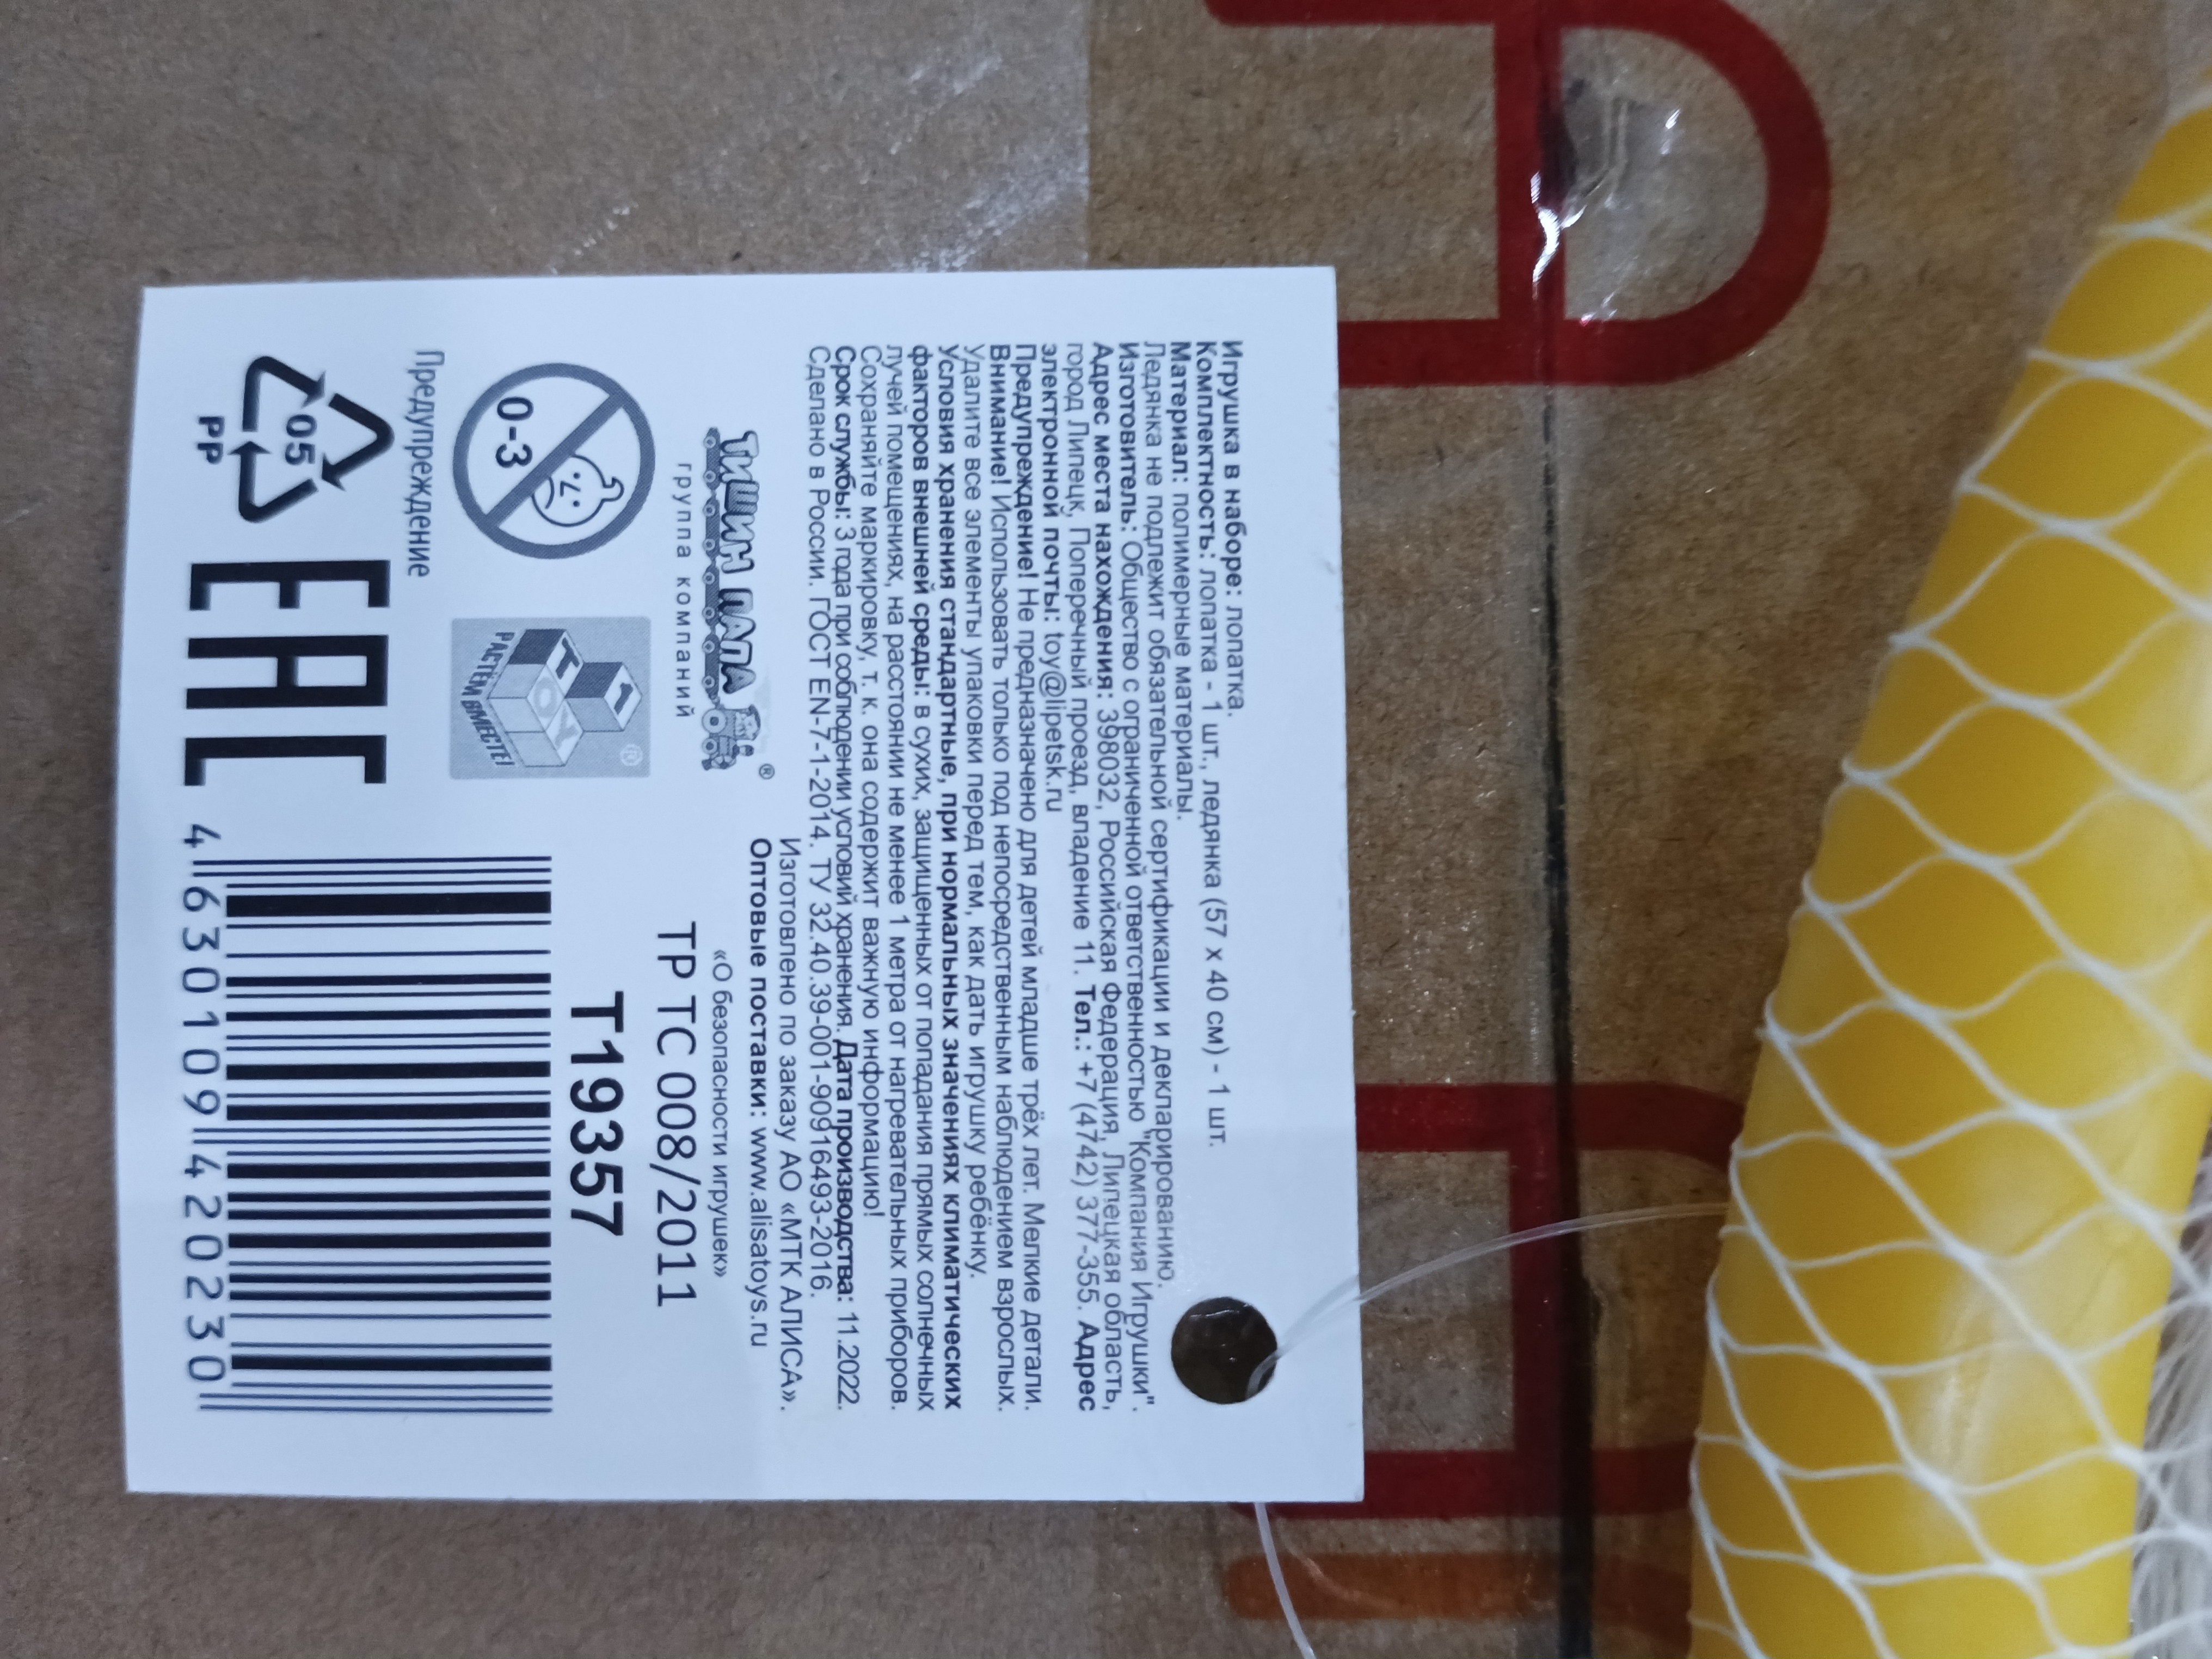 Игрушка в наборе: лопатка.
Комплектность: лопатка - 1 шт., ледянка (57 х 40 см) - 1 шт.
Материал: полимерные материалы.
Ледянка не подлежит обязательной сертификации и декларированию.
Изготовитель: Общество с ограниченной ответственностью "Компания Игрушки".
Адрес места нахождения: 398032, Российская Федерация, Липецкая область,
город Липецк, Поперечный проезд, владение 11. Тел.: +7 (4742) 377-355. Адрес
электронной почты: toy@lipetsk.ru
Предупреждение! Не предназначено для детей младше трёх лет. Мелкие детали.
Внимание! Использовать только под непосредственным наблюдением взрослых.
Удалите все элементы упаковки перед тем, как дать игрушку ребёнку.
Условия хранения стандартные, при нормальных значениях климатических
факторов внешней среды: в сухих, защищенных от попадания прямых солнечных
лучей помещениях, на расстоянии не менее 1 метра от нагревательных приборов.
Сохраняйте маркировку, т. к. она содержит важную информацию!
Срок службы: 3 года при соблюдении условий хранения. Дата производства: 11.2022.
Сделано в России. ГОСТ EN-7-1-2014. ТУ 32.40.39-001-90916493-2016.
Изготовлено по заказу АО «МТК АЛИСА».
Оптовые поставки: www.alisatoys.ru
ТИШИН ПАПА ®
группа компаний
«О безопасности игрушек»
ТР ТС 008/2011
0-3
1 TOY ®
РАСТЁМ ВМЕСТЕ!
Т19357
Предупреждение
05
PP
EAC
4 630109 420230